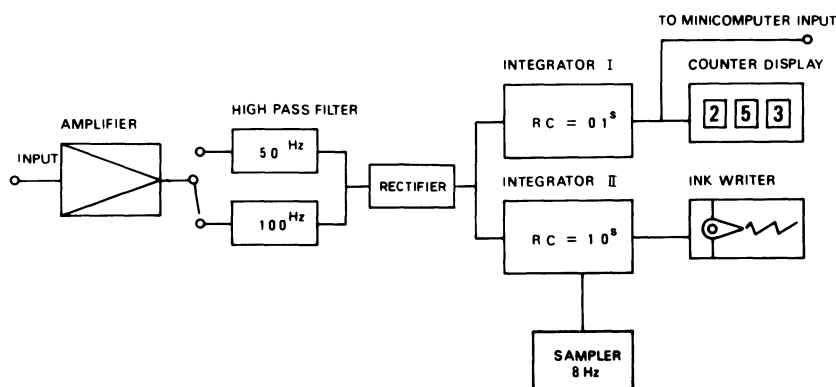 TO MINICOMPUTER INPUT
INTEGRATOR I
COUNTER DISPLAY
HIGH PASS FILTER
RC = 01s
2 5 3
AMPLIFIER
50 Hz
INPUT
RECTIFIER
INTEGRATOR II
INK WRITER
100 Hz
RC = 10s
SAMPLER
8 Hz